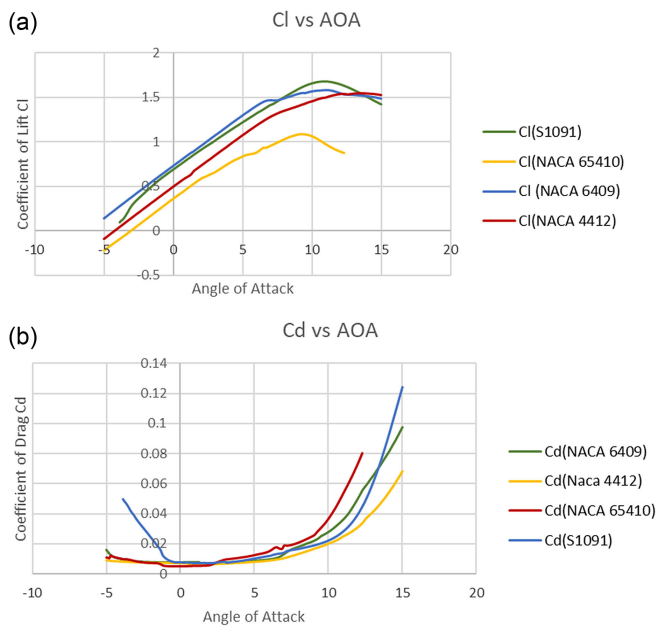 (a)
Cl vs AOA
Coefficient of Lift Cl
2
1.5
1
0.5
0
-0.5
-10
-5
0
5
10
15
20
Angle of Attack
Cl(S1091)
Cl(NACA 65410)
Cl (NACA 6409)
Cl(NACA 4412)
(b)
Cd vs AOA
Coefficient of Drag Cd
0.14
0.12
0.1
0.08
0.06
0.04
0.02
0
-10
-5
0
5
10
15
20
Angle of Attack
Cd(NACA 6409)
Cd(Naca 4412)
Cd(NACA 65410)
Cd(S1091)